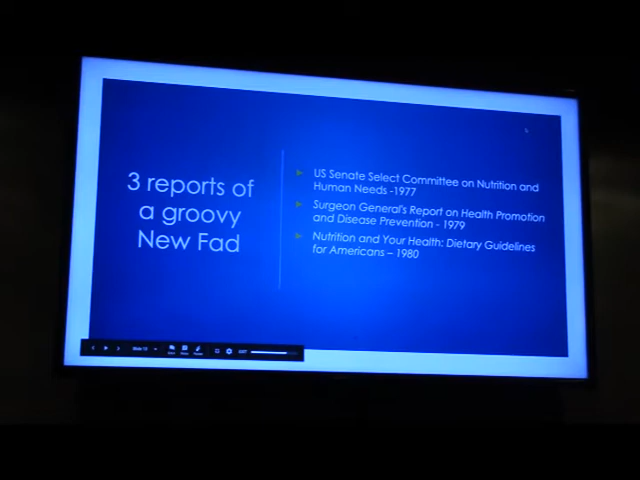 3 reports of
a groovy
New Fad
US Senate Select Committee on Nutrition and
Human Needs -1977
Surgeon General's Report on Health Promotion
and Disease Prevention - 1979
Nutrition and Your Health: Dietary Guidelines
for Americans – 1980